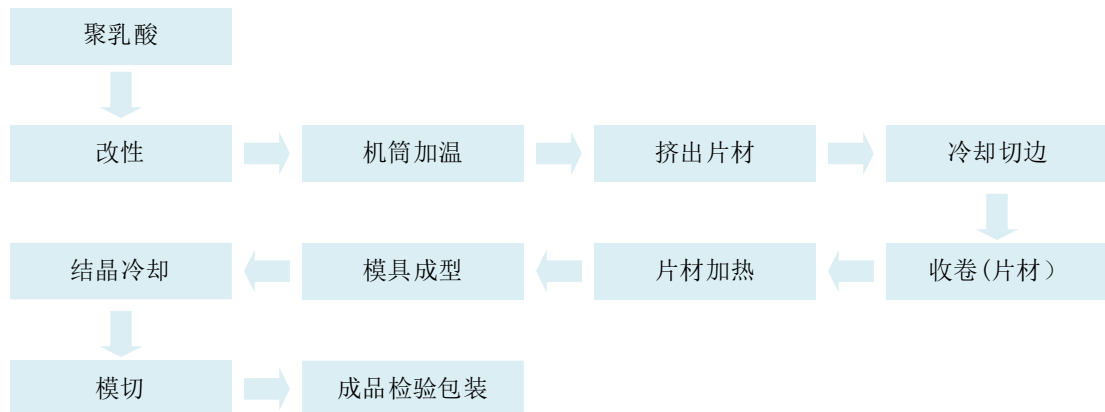 聚乳酸
改性
机筒加温
挤出片材
冷却切边
收卷(片材）
片材加热
模具成型
结晶冷却
模切
成品检验包装